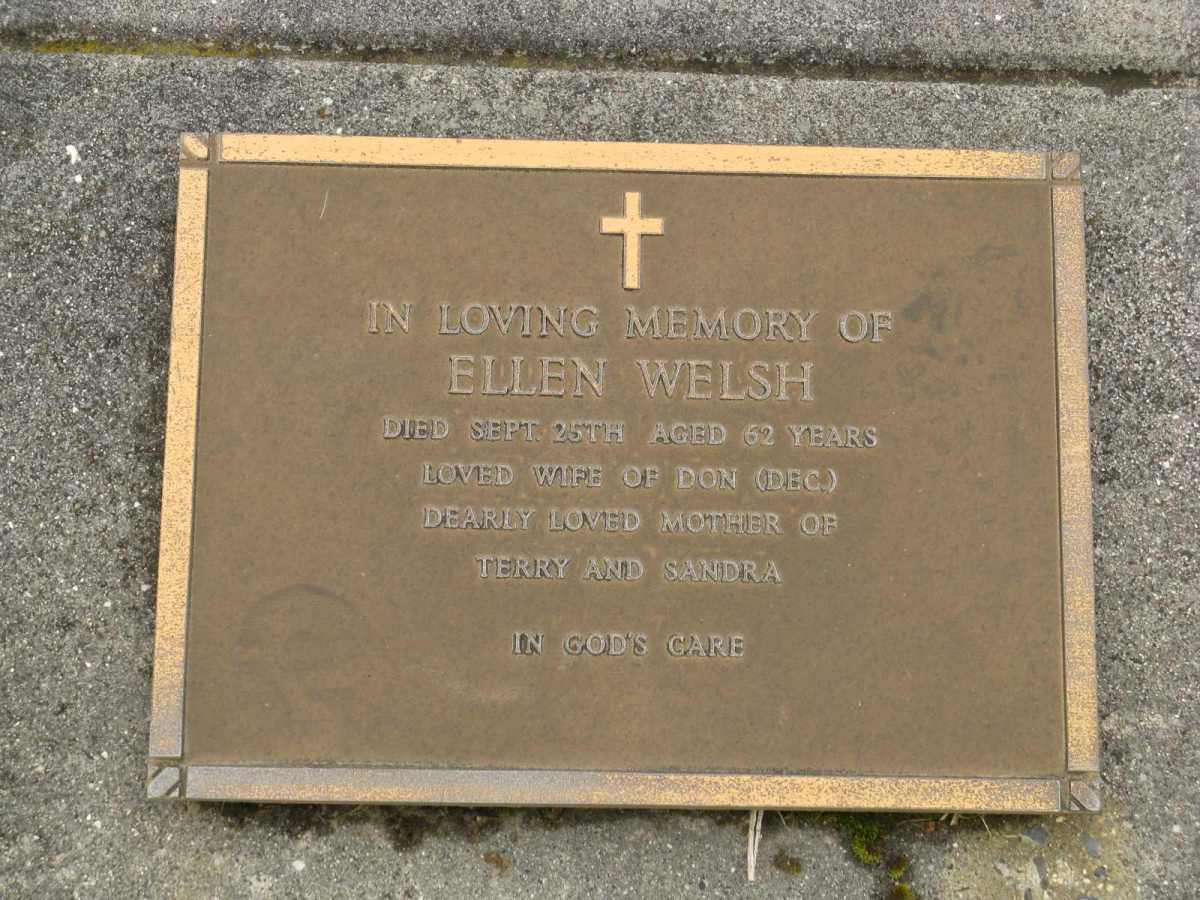 IN LOVING MEMORY OF
ELLEN WELSH
DIED SEPT. 25TH AGED 62 YEARS
LOVED WIFE OF DON (DEC.)
DEARLY LOVED MOTHER OF
TERRY AND SANDRA
IN GOD'S CARE